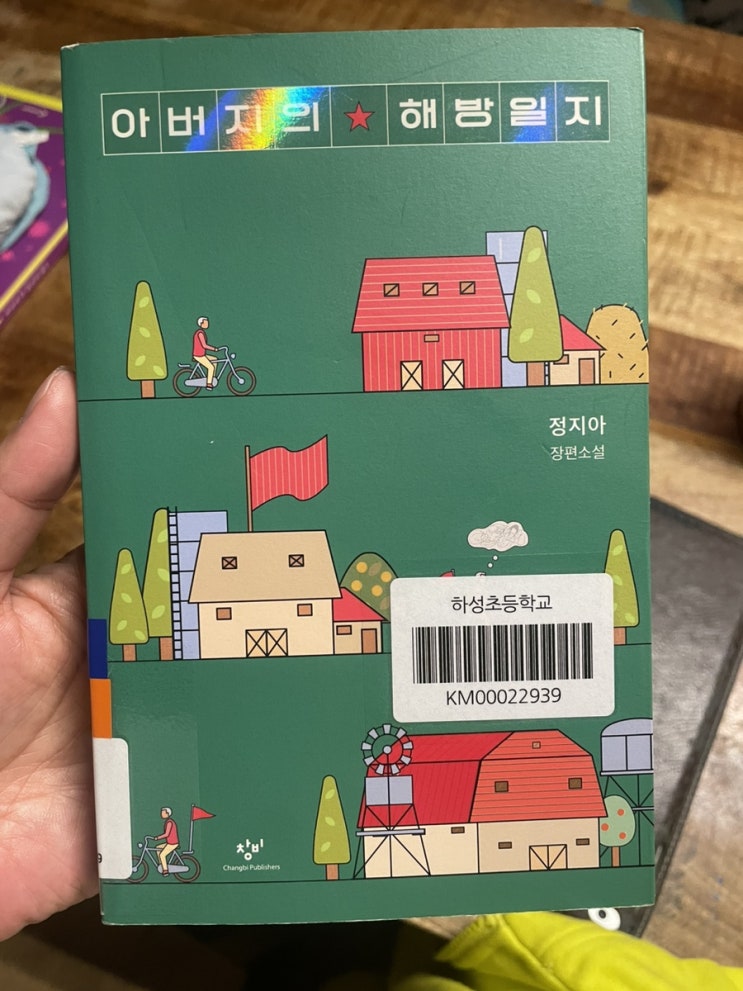 아버지의★해방일지
정지아
장편소설
하성초등학교
KM00022939
창비
Changbi Publishers